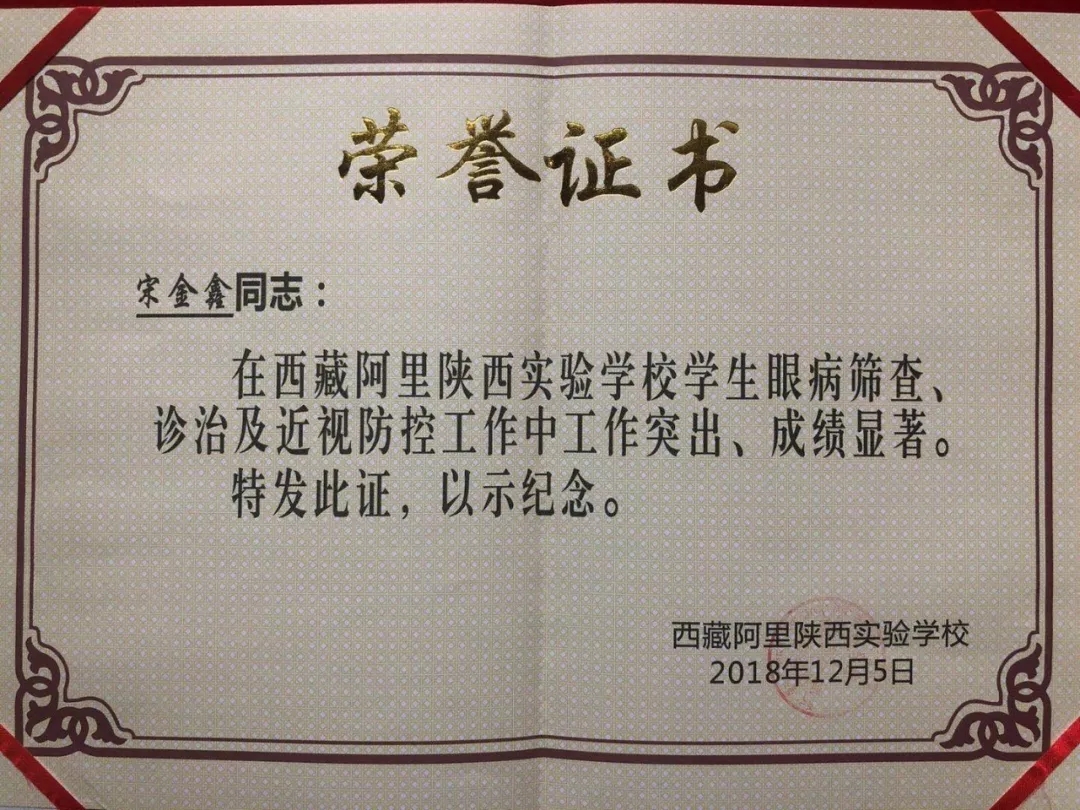 荣誉证书
宋金鑫同志：
在西藏阿里陕西实验学校学生眼病筛查、
诊治及近视防控工作中工作突出、成绩显著。
特发此证，以示纪念。
西藏阿里陕西实验学校
2018年12月5日